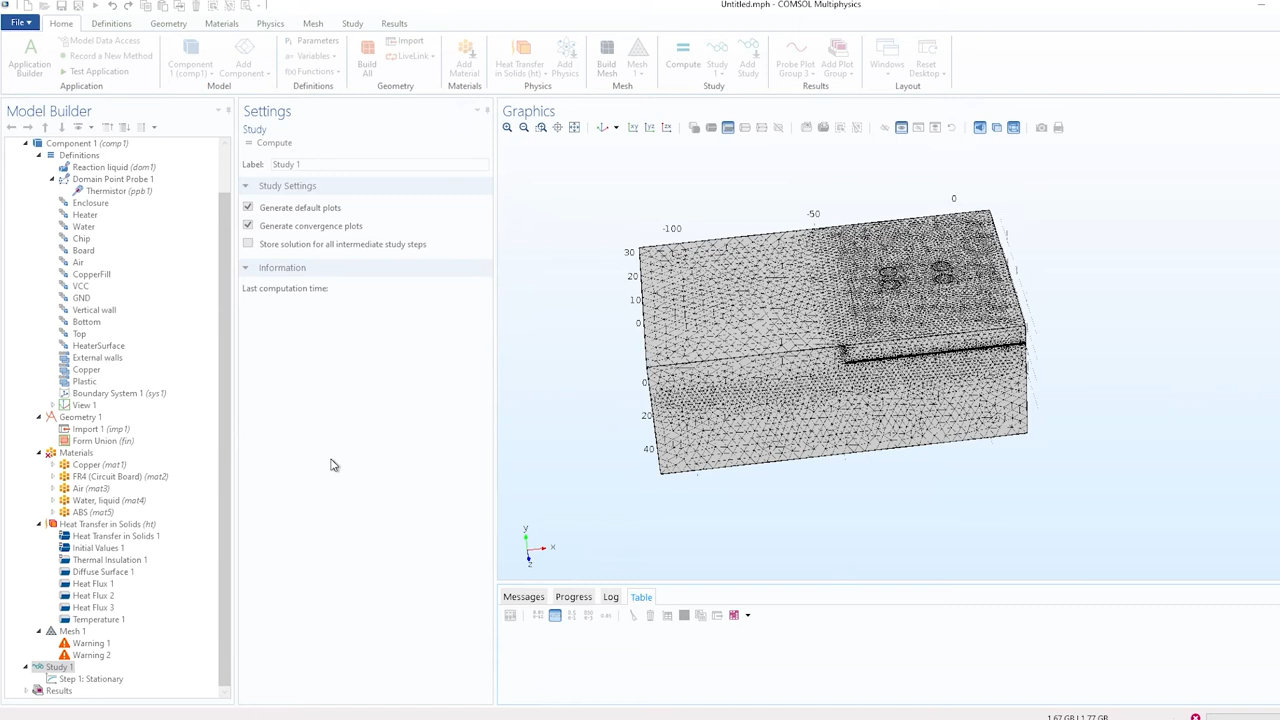 Untitled.mph - COMSOL Multiphysics
File Home Definitions Geometry Materials Physics Mesh Study Results
Application Builder
Model Data Access
Record a New Method
Test Application
Application
Component 1 (comp1)
Add Component
Model
Parameters
Variables
Functions
Definitions
Build All
Import
LiveLink
Geometry
Add Material
Materials
Heat Transfer in Solids (ht)
Add Physics
Physics
Build Mesh
Mesh 1
Mesh
Compute
Study 1
Add Study
Study
Probe Plot Group 3
Add Plot Group
Results
Windows
Reset Desktop
Layout
Model Builder
Component 1 (comp1)
Definitions
Reaction liquid (dom1)
Domain Point Probe 1
Thermistor (ppb1)
Enclosure
Heater
Water
Chip
Board
Air
CopperFill
VCC
GND
Vertical wall
Bottom
Top
HeaterSurface
External walls
Copper
Plastic
Boundary System 1 (sys1)
View 1
Geometry 1
Import 1 (imp1)
Form Union (fin)
Materials
Copper (mat1)
FR4 (Circuit Board) (mat2)
Air (mat3)
Water, liquid (mat4)
ABS (mat5)
Heat Transfer in Solids (ht)
Heat Transfer in Solids 1
Initial Values 1
Thermal Insulation 1
Diffuse Surface 1
Heat Flux 1
Heat Flux 2
Heat Flux 3
Temperature 1
Mesh 1
Warning 1
Warning 2
Study 1
Step 1: Stationary
Results
Settings
Study
= Compute
Label: Study 1
Study Settings
Generate default plots
Generate convergence plots
Store solution for all intermediate study steps
Information
Last computation time:
Graphics
0
-50
-100
30
20
10
0
0
20
40
y
x
z
Messages Progress Log Table
1.67 GB | 1.77 GB